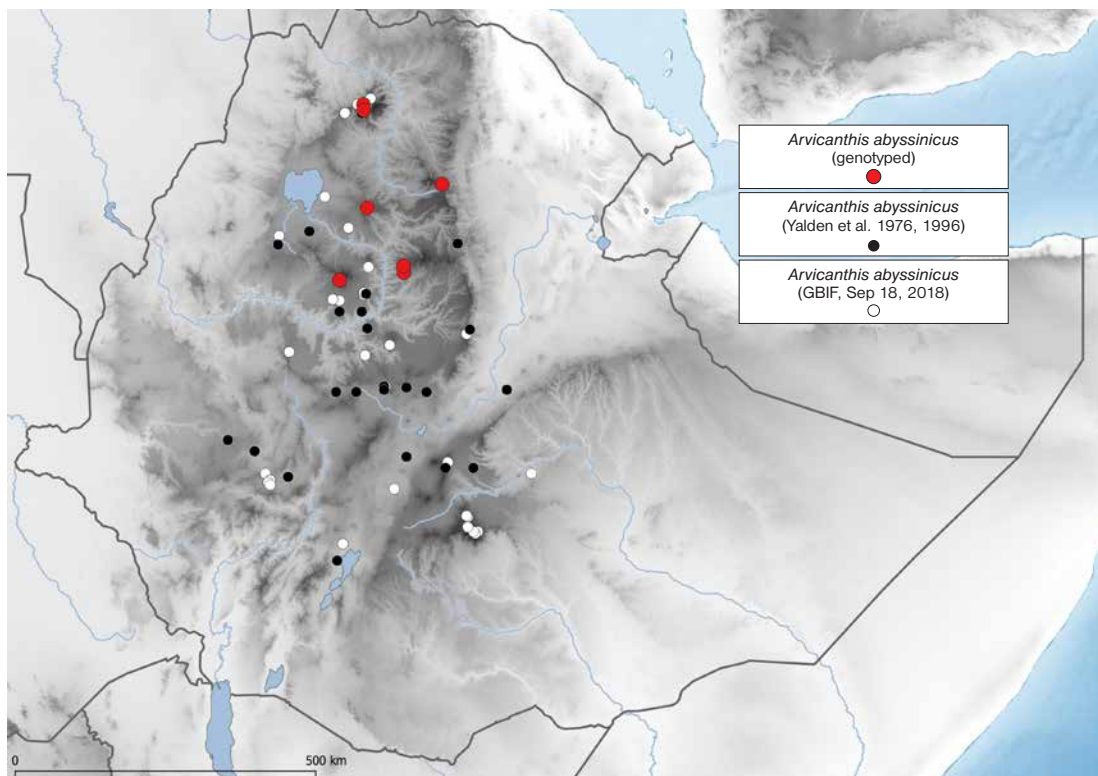 Arvicanthis abyssinicus
(genotyped)
Arvicanthis abyssinicus
(Yalden et al. 1976, 1996)
Arvicanthis abyssinicus
(GBIF, Sep 18, 2018)
0 500 km